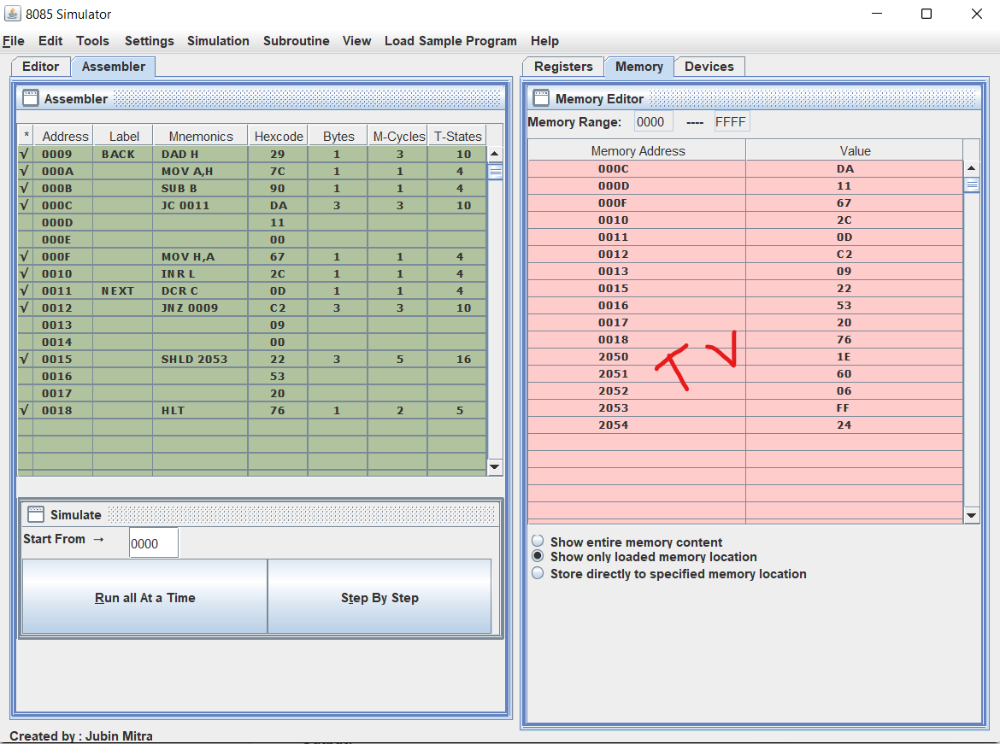 8085 Simulator
File Edit Tools Settings Simulation Subroutine View Load Sample Program Help
Editor Assembler
Assembler
* Address Label Mnemonics Hexcode Bytes M-Cycles T-States
√ 0009 BACK DAD H 29 1 3 10
√ 000A MOV A,H 7C 1 1 4
√ 000B SUB B 90 1 1 4
√ 000C JC 0011 DA 3 3 10
000D 11
000E 00
√ 000F MOV H,A 67 1 1 4
√ 0010 INR L 2C 1 1 4
√ 0011 NEXT DCR C 0D 1 1 4
√ 0012 JNZ 0009 C2 3 3 10
0013 09
0014 00
√ 0015 SHLD 2053 22 3 5 16
0016 53
0017 20
√ 0018 HLT 76 1 2 5
Simulate
Start From → 0000
Run all At a Time Step By Step
Created by : Jubin Mitra
Registers Memory Devices
Memory Editor
Memory Range: 0000 ---- FFFF
Memory Address Value
000C DA
000D 11
000F 67
0010 2C
0011 0D
0012 C2
0013 09
0015 22
0016 53
0017 20
0018 76
2050 1E
2051 60
2052 06
2053 FF
2054 24
Show entire memory content
Show only loaded memory location
Store directly to specified memory location